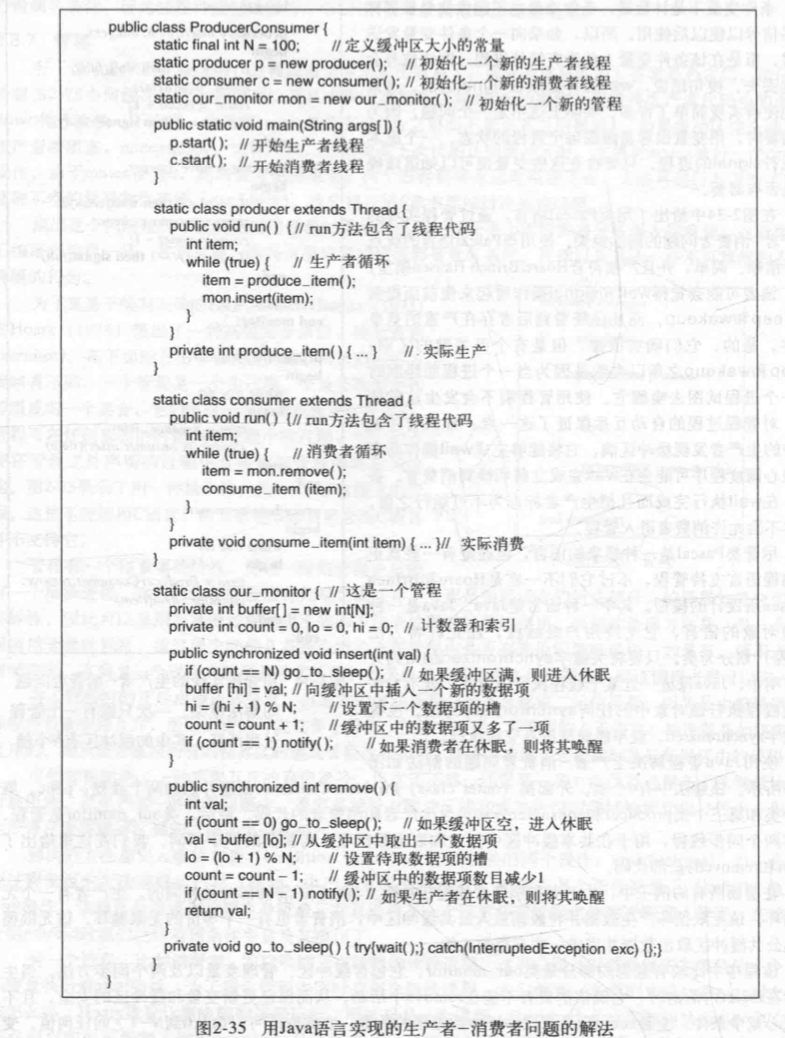 public class ProducerConsumer {
static final int N = 100; // 定义缓冲区大小的常量
static producer p = new producer(); // 初始化一个新的生产者线程
static consumer c = new consumer(); // 初始化一个新的消费者线程
static our_monitor mon = new our_monitor(); // 初始化一个新的管程
public static void main(String args[ ]) {
p.start(); // 开始生产者线程
c.start(); // 开始消费者线程
}
static class producer extends Thread {
public void run() { // run方法包含了线程代码
int item;
while (true) { // 生产者循环
item = produce_item();
mon.insert(item);
}
}
private int produce_item() { ... } // 实际生产
}
static class consumer extends Thread {
public void run() { // run方法包含了线程代码
int item;
while (true) { // 消费者循环
item = mon.remove();
consume_item (item);
}
}
private void consume_item(int item) { ... }// 实际消费
}
static class our_monitor { // 这是一个管程
private int buffer[ ] = new int[N];
private int count = 0, lo = 0, hi = 0; // 计数器和索引
public synchronized void insert(int val) {
if (count == N) go_to_sleep(); // 如果缓冲区满，则进入休眠
buffer [hi] = val; // 向缓冲区中插入一个新的数据项
hi = (hi + 1) % N; // 设置下一个数据项的槽
count = count + 1; // 缓冲区中的数据项又多了一项
if (count == 1) notify(); // 如果消费者在休眠，则将其唤醒
}
public synchronized int remove() {
int val;
if (count == 0) go_to_sleep(); // 如果缓冲区空，进入休眠
val = buffer [lo]; // 从缓冲区中取出一个数据项
lo = (lo + 1) % N; // 设置待取数据项的槽
count = count − 1; // 缓冲区中的数据项数目减少1
if (count == N − 1) notify(); // 如果生产者在休眠，则将其唤醒
return val;
}
private void go_to_sleep() { try{wait();} catch(InterruptedException exc) {};}
}
}
图2-35 用Java语言实现的生产者-消费者问题的解法